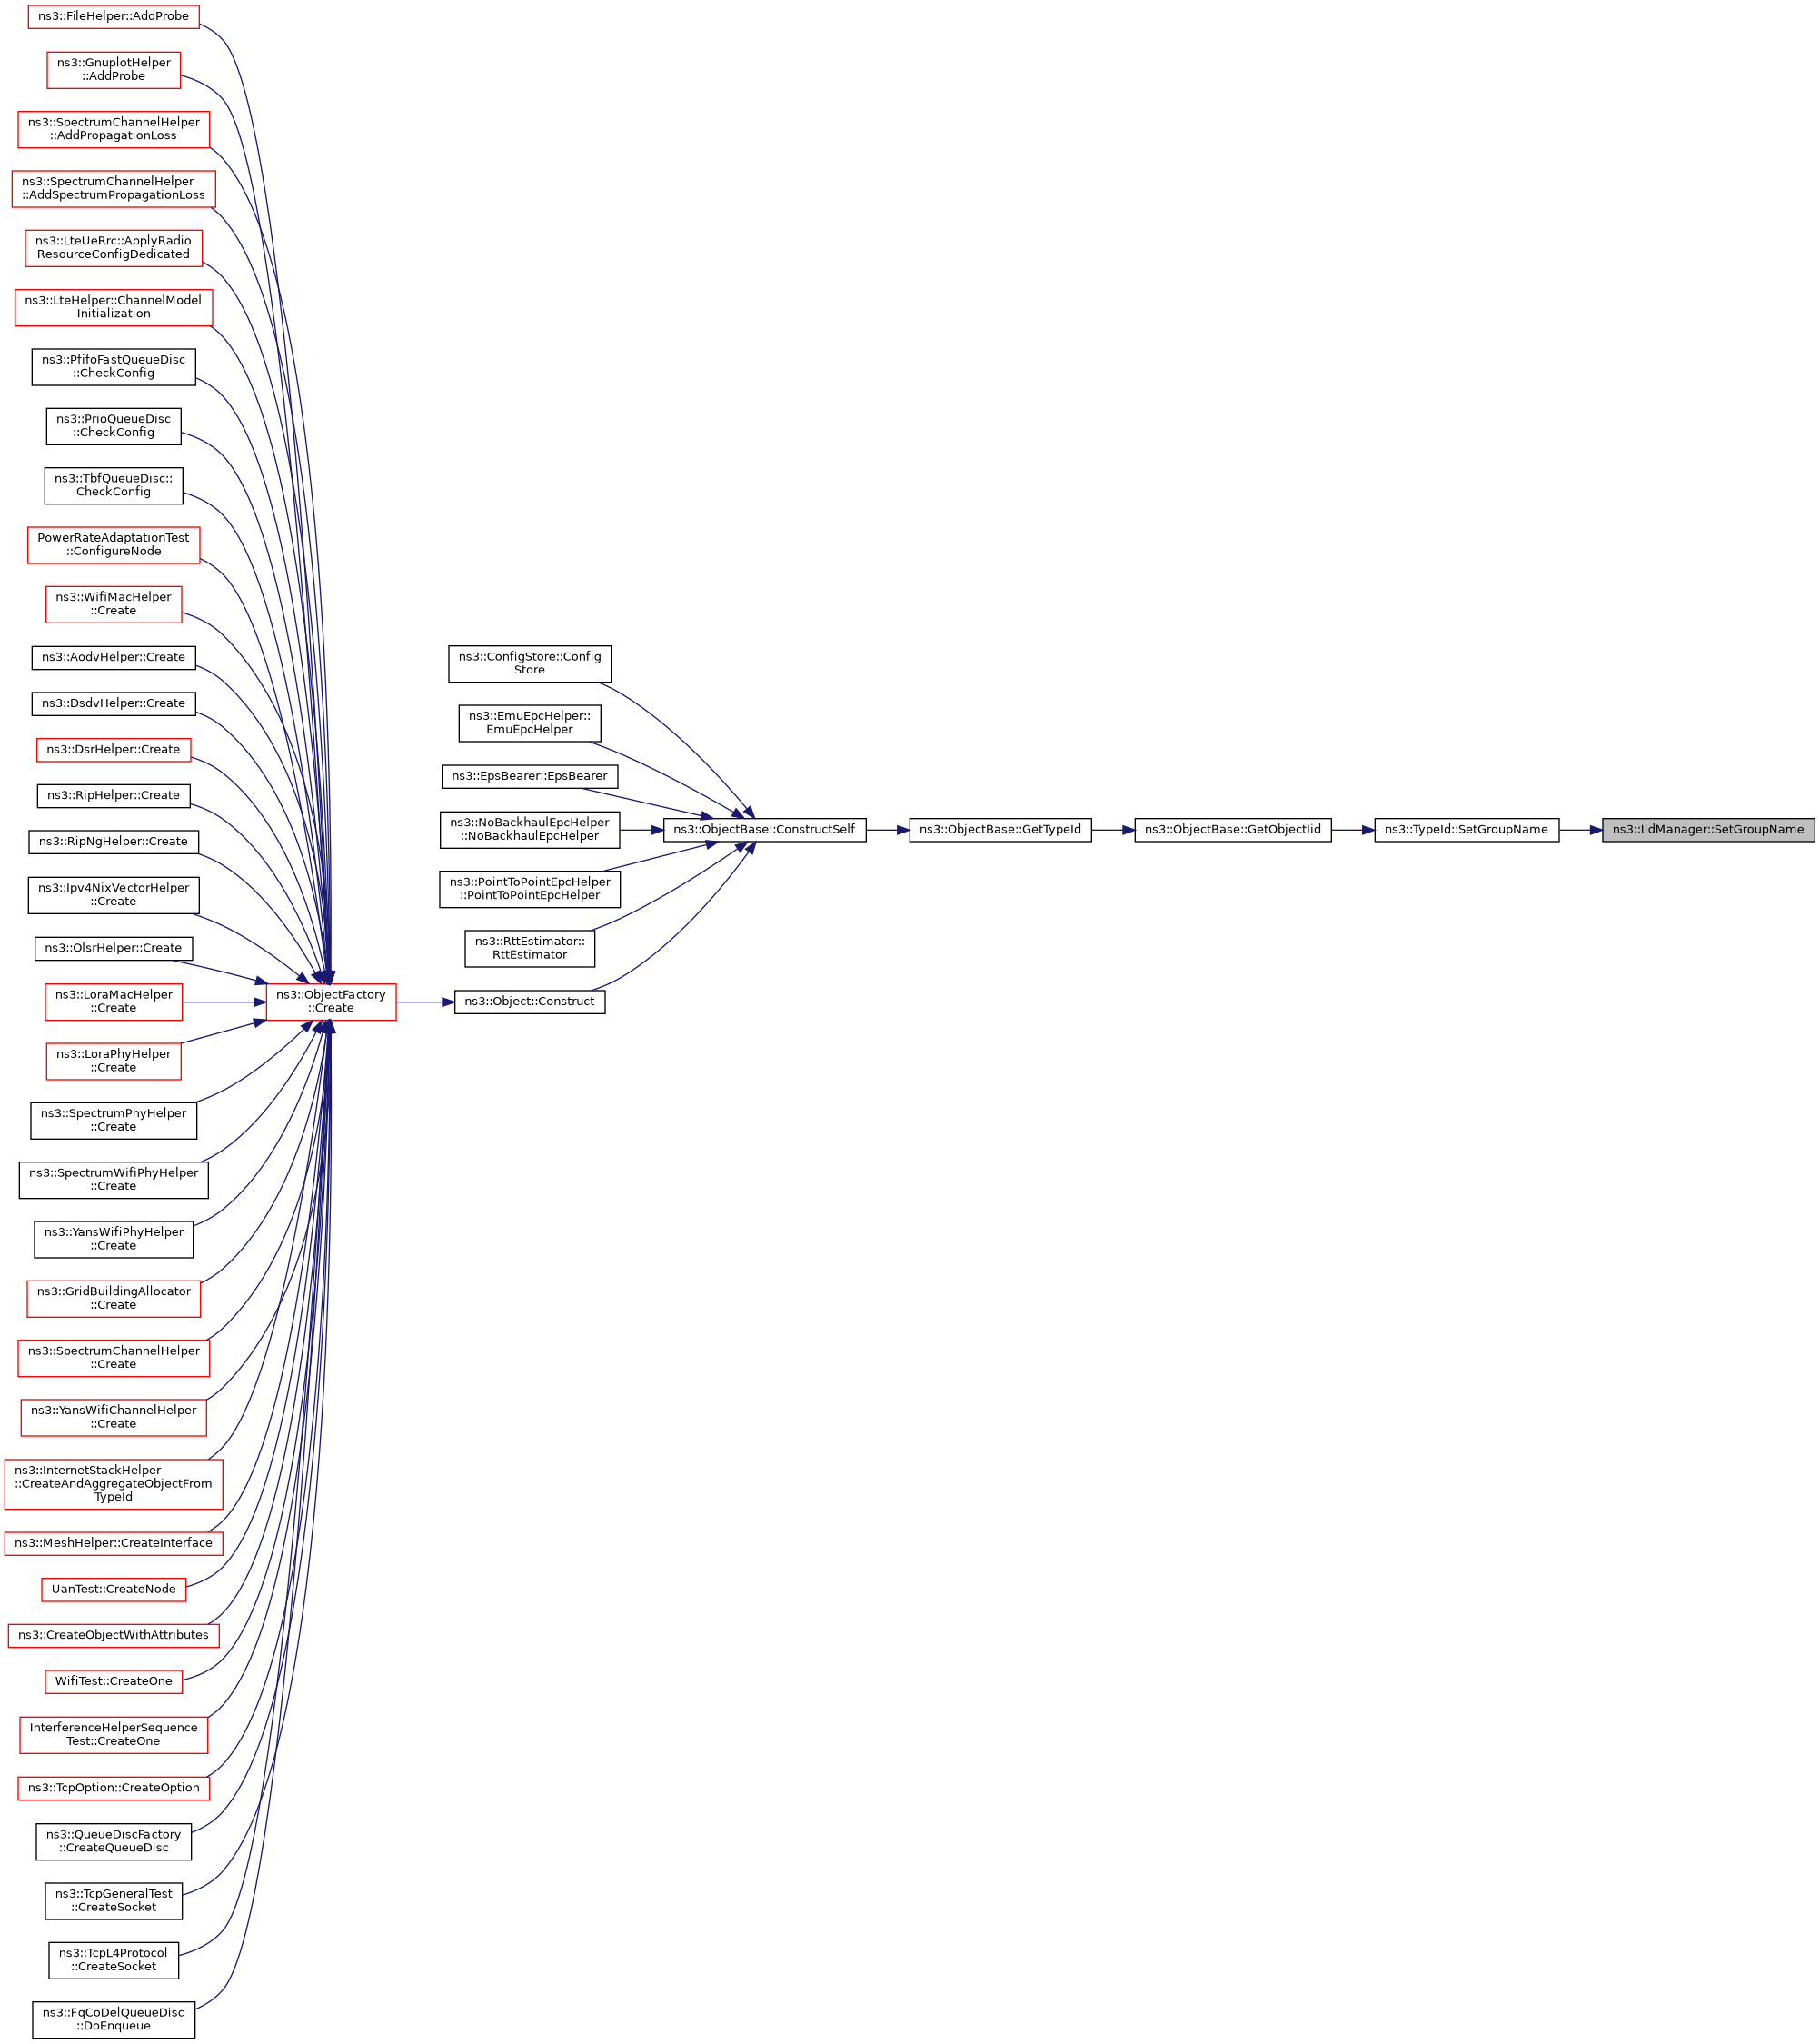 ns3::FileHelper::AddProbe
ns3::GnuplotHelper
::AddProbe
ns3::SpectrumChannelHelper
::AddPropagationLoss
ns3::SpectrumChannelHelper
::AddSpectrumPropagationLoss
ns3::LteUeRrc::ApplyRadio
ResourceConfigDedicated
ns3::LteHelper::ChannelModel
Initialization
ns3::PfifoFastQueueDisc
::CheckConfig
ns3::PrioQueueDisc
::CheckConfig
ns3::TbfQueueDisc::
CheckConfig
PowerRateAdaptationTest
::ConfigureNode
ns3::WifiMacHelper
::Create
ns3::AodvHelper::Create
ns3::DsdvHelper::Create
ns3::DsrHelper::Create
ns3::RipHelper::Create
ns3::RipNgHelper::Create
ns3::Ipv4NixVectorHelper
::Create
ns3::OlsrHelper::Create
ns3::LoraMacHelper
::Create
ns3::LoraPhyHelper
::Create
ns3::SpectrumPhyHelper
::Create
ns3::SpectrumWifiPhyHelper
::Create
ns3::YansWifiPhyHelper
::Create
ns3::GridBuildingAllocator
::Create
ns3::SpectrumChannelHelper
::Create
ns3::YansWifiChannelHelper
::Create
ns3::InternetStackHelper
::CreateAndAggregateObjectFrom
TypeId
ns3::MeshHelper::CreateInterface
UanTest::CreateNode
ns3::CreateObjectWithAttributes
WifiTest::CreateOne
InterferenceHelperSequence
Test::CreateOne
ns3::TcpOption::CreateOption
ns3::QueueDiscFactory
::CreateQueueDisc
ns3::TcpGeneralTest
::CreateSocket
ns3::TcpL4Protocol
::CreateSocket
ns3::FqCoDelQueueDisc
::DoEnqueue
ns3::ObjectFactory
::Create
ns3::ConfigStore::Config
Store
ns3::EmuEpcHelper::
EmuEpcHelper
ns3::EpsBearer::EpsBearer
ns3::NoBackhaulEpcHelper
::NoBackhaulEpcHelper
ns3::PointToPointEpcHelper
::PointToPointEpcHelper
ns3::RttEstimator::
RttEstimator
ns3::Object::Construct
ns3::ObjectBase::ConstructSelf
ns3::ObjectBase::GetTypeId
ns3::ObjectBase::GetObjectIid
ns3::TypeId::SetGroupName
ns3::IidManager::SetGroupName